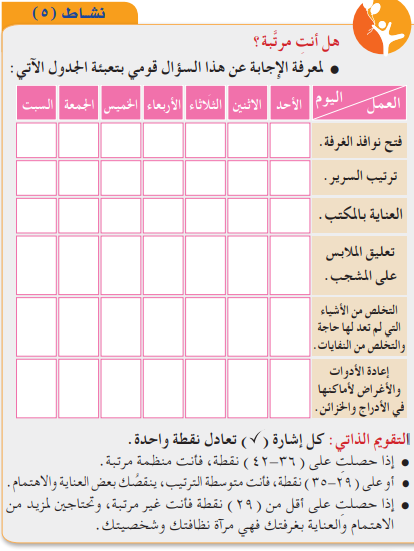 نشاط (٥)
هل أنتِ مرتَّبة؟
● لمعرفة الإجابة عن هذا السؤال قومي بتعبئة الجدول الآتي:
العمل اليوم الأحد الاثنين الثلاثاء الأربعاء الخميس الجمعة السبت
فتح نوافذ الغرفة.
ترتيب السرير.
العناية بالمكتب.
تعليق الملابس
على المشجب.
التخلص من الأشياء
التي لم تعد لها حاجة
والتخلص من النفايات.
إعادة الأدوات
والأغراض لأماكنها
في الأدراج والخزائن.
التقويم الذاتي: كل إشارة (✓) تعادل نقطة واحدة.
● إذا حصلتِ على (٣٦-٤٢) نقطة، فأنت منظمة مرتبة.
● أو على (٢٩-٣٥) نقطة، فأنت متوسطة الترتيب، ينقصُك بعض العناية والاهتمام.
● إذا حصلتِ على أقل من (٢٩) نقطة فأنت غير مرتبة، وتحتاجين لمزيد من
الاهتمام والعناية بغرفتك فهي مرآة نظافتك وشخصيتك.